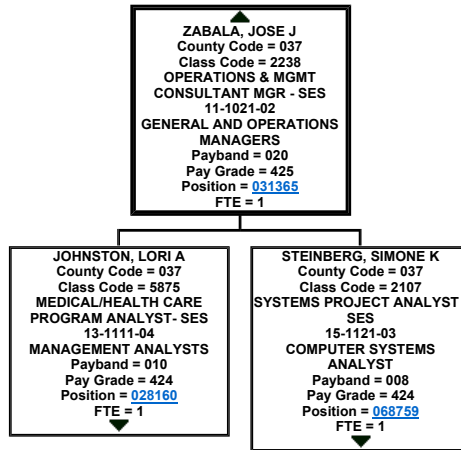 ZABALA, JOSE J
County Code = 037
Class Code = 2238
OPERATIONS & MGMT
CONSULTANT MGR - SES
11-1021-02
GENERAL AND OPERATIONS
MANAGERS
Payband = 020
Pay Grade = 425
Position = 031365
FTE = 1
JOHNSTON, LORI A
County Code = 037
Class Code = 5875
MEDICAL/HEALTH CARE
PROGRAM ANALYST- SES
13-1111-04
MANAGEMENT ANALYSTS
Payband = 010
Pay Grade = 424
Position = 028160
FTE = 1
STEINBERG, SIMONE K
County Code = 037
Class Code = 2107
SYSTEMS PROJECT ANALYST
SES
15-1121-03
COMPUTER SYSTEMS
ANALYST
Payband = 008
Pay Grade = 424
Position = 068759
FTE = 1